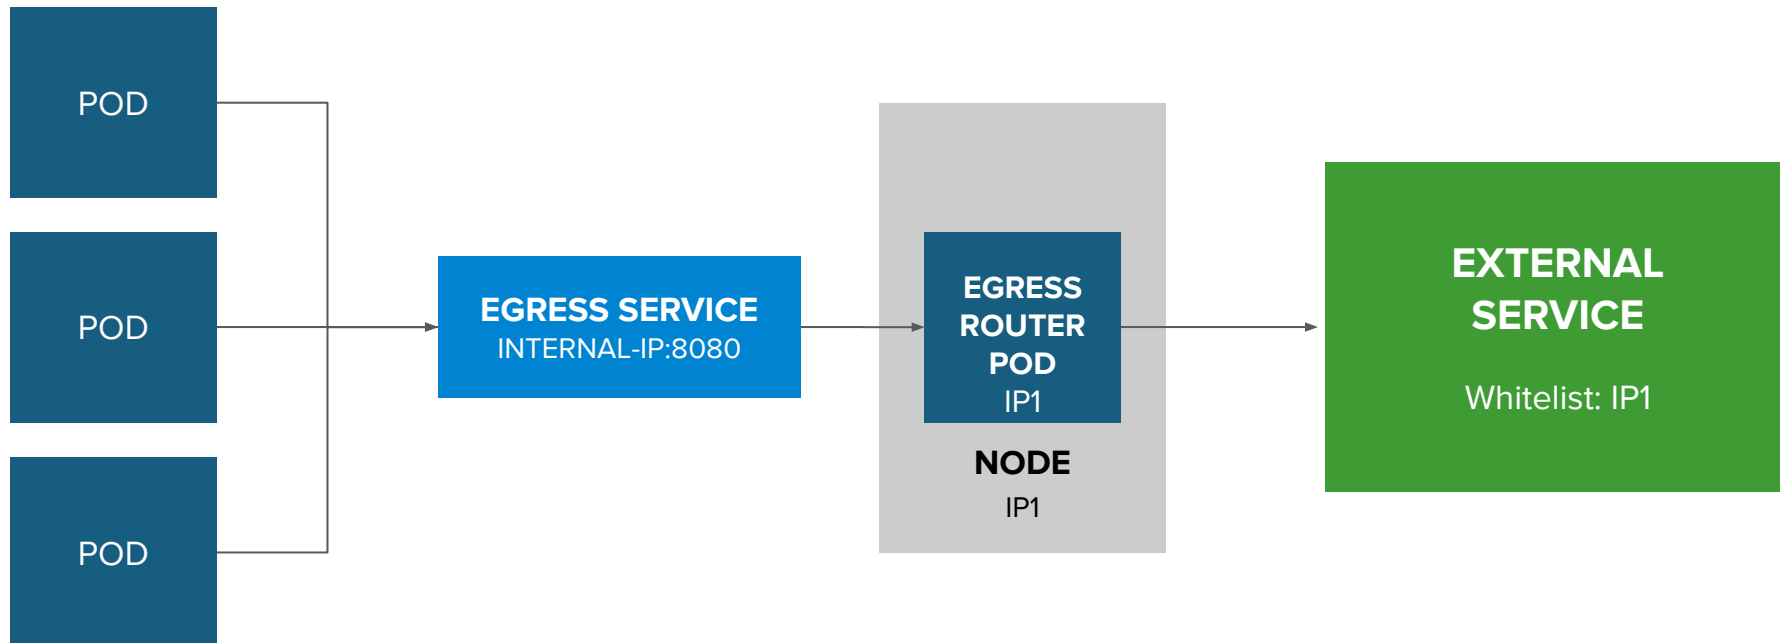 POD
POD
POD
EGRESS SERVICE
INTERNAL-IP:8080
EGRESS
ROUTER
POD
IP1
NODE
IP1
EXTERNAL
SERVICE
Whitelist: IP1